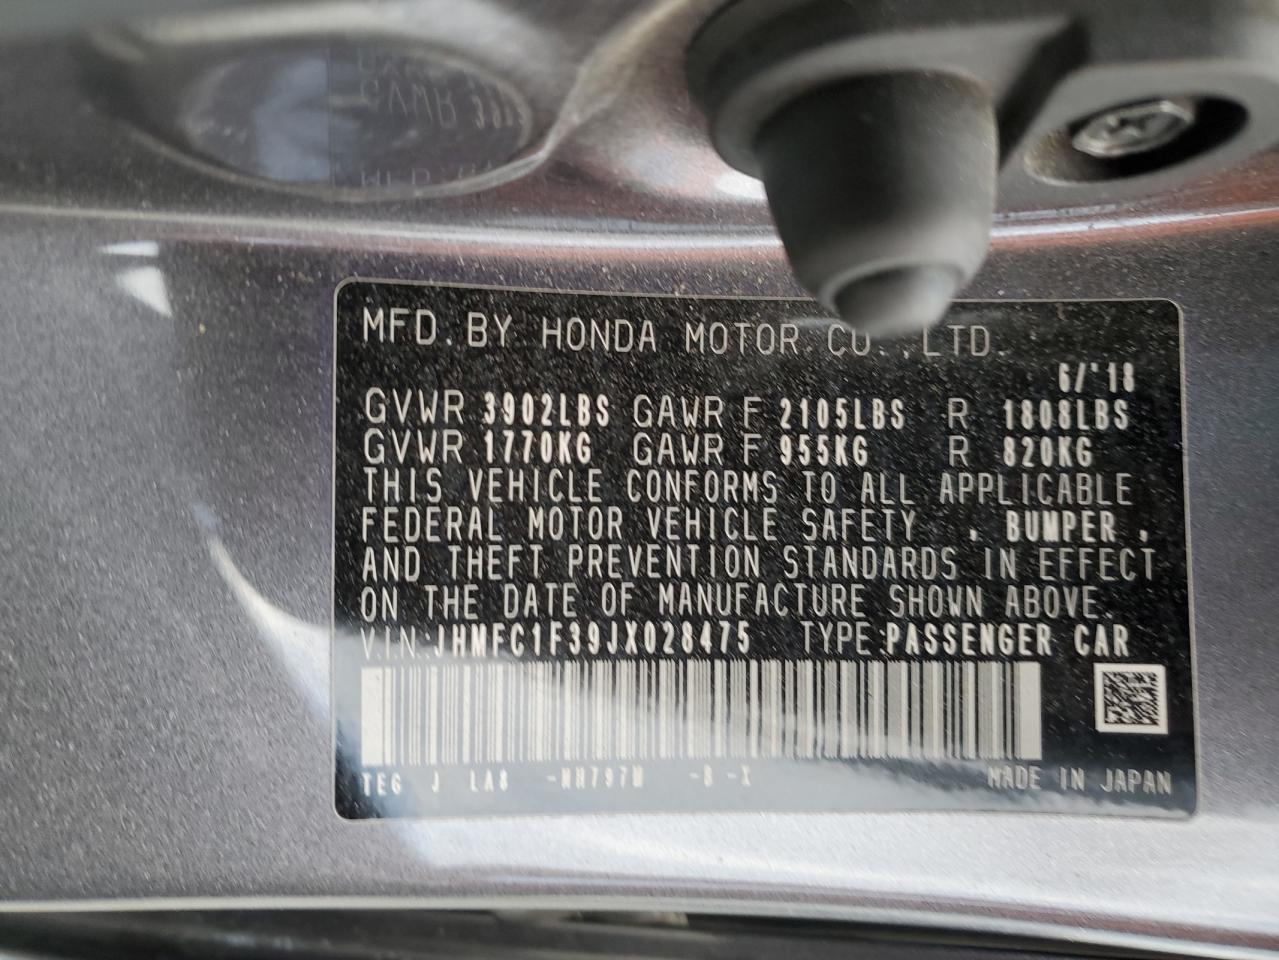 MFD. BY HONDA MOTOR CO., LTD.
6/'18
GVWR 3902LBS GAWR F 2105LBS R 1808LBS
GVWR 1770KG GAWR F 955KG R 820KG
THIS VEHICLE CONFORMS TO ALL APPLICABLE
FEDERAL MOTOR VEHICLE SAFETY , BUMPER ,
AND THEFT PREVENTION STANDARDS IN EFFECT
ON THE DATE OF MANUFACTURE SHOWN ABOVE.
V.I.N.:JHMFC1F39JX028475 TYPE:PASSENGER CAR
TEG J LA8 -NH797M -B -X MADE IN JAPAN